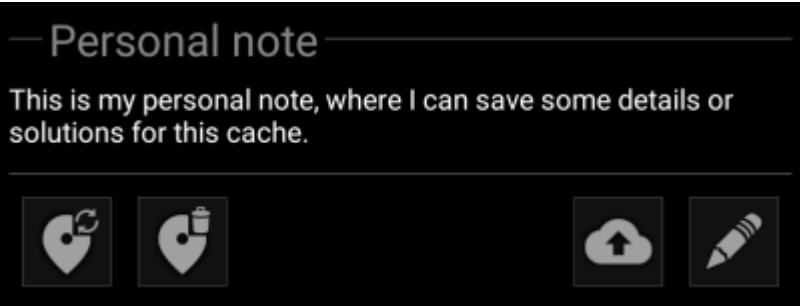 Personal note
This is my personal note, where I can save some details or
solutions for this cache.